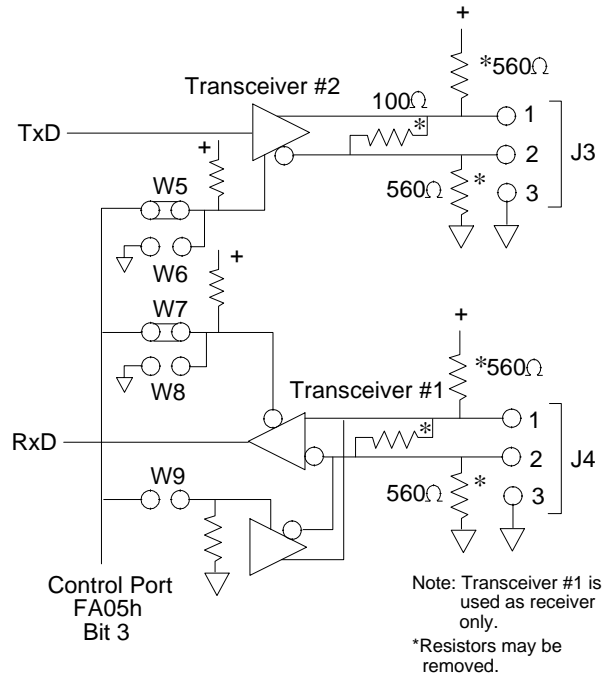 +
*560Ω
Transceiver #2
100Ω
*
1
TxD
+
2
J3
W5
560Ω
*
3
W6
+
W7
+
*560Ω
W8
Transceiver #1
*
1
RxD
2
J4
W9
560Ω
*
3
Control Port
FA05h
Bit 3
Note: Transceiver #1 is
used as receiver
only.
*Resistors may be
removed.